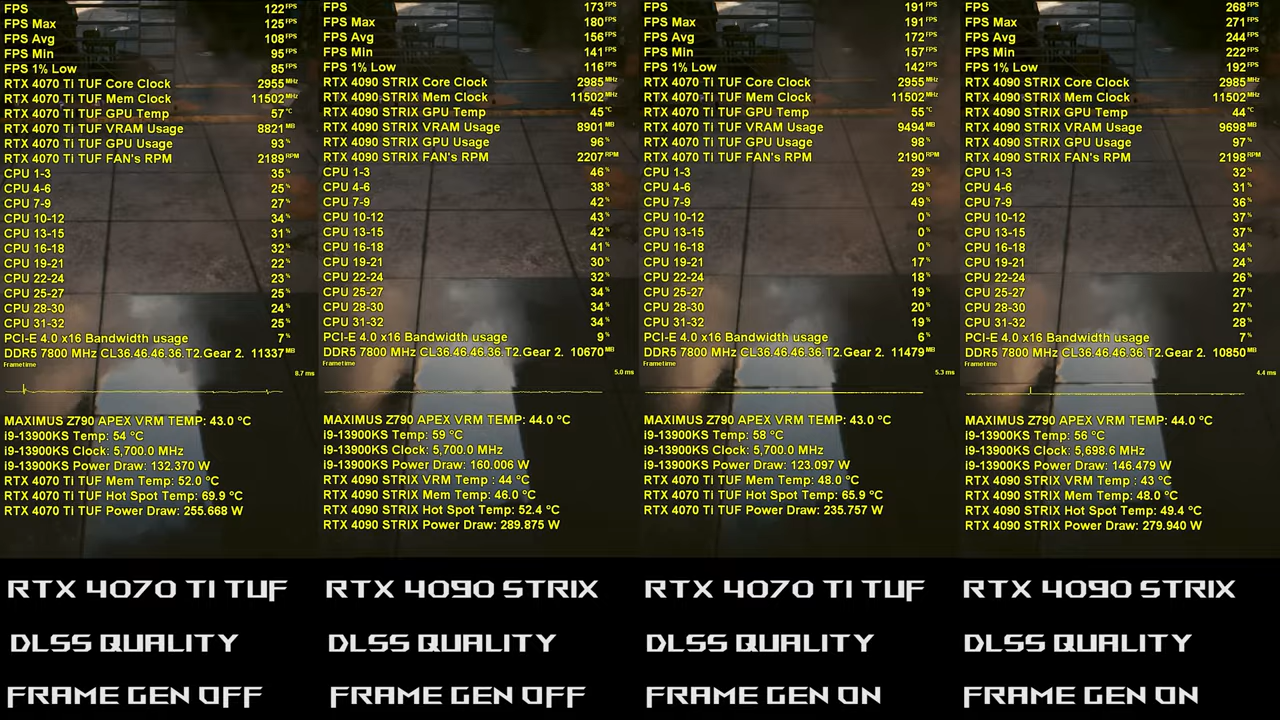 FPS 122 FPS
FPS Max 125 FPS
FPS Avg 108 FPS
FPS Min 95 FPS
FPS 1% Low 85 FPS
RTX 4070 Ti TUF Core Clock 2955 MHz
RTX 4070 Ti TUF Mem Clock 11502 MHz
RTX 4070 Ti TUF GPU Temp 57 °C
RTX 4070 Ti TUF VRAM Usage 8821 MB
RTX 4070 Ti TUF GPU Usage 93 %
RTX 4070 Ti TUF FAN's RPM 2189 RPM
CPU 1-3 35 %
CPU 4-6 25 %
CPU 7-9 27 %
CPU 10-12 34 %
CPU 13-15 31 %
CPU 16-18 32 %
CPU 19-21 22 %
CPU 22-24 23 %
CPU 25-27 25 %
CPU 28-30 24 %
CPU 31-32 25 %
PCI-E 4.0 x16 Bandwidth usage 7 %
DDR5 7800 MHz CL36.46.46.36.T2.Gear 2. 11337 MB
Frametime
8.7 ms
MAXIMUS Z790 APEX VRM TEMP: 43.0 °C
i9-13900KS Temp: 54 °C
i9-13900KS Clock: 5,700.0 MHz
i9-13900KS Power Draw: 132.370 W
RTX 4070 Ti TUF Mem Temp: 52.0 °C
RTX 4070 Ti TUF Hot Spot Temp: 69.9 °C
RTX 4070 Ti TUF Power Draw: 255.668 W
RTX 4070 TI TUF
DLSS QUALITY
FRAME GEN OFF
FPS 173 FPS
FPS Max 180 FPS
FPS Avg 156 FPS
FPS Min 141 FPS
FPS 1% Low 116 FPS
RTX 4090 STRIX Core Clock 2985 MHz
RTX 4090 STRIX Mem Clock 11502 MHz
RTX 4090 STRIX GPU Temp 45 °C
RTX 4090 STRIX VRAM Usage 8901 MB
RTX 4090 STRIX GPU Usage 96 %
RTX 4090 STRIX FAN's RPM 2207 RPM
CPU 1-3 46 %
CPU 4-6 38 %
CPU 7-9 42 %
CPU 10-12 43 %
CPU 13-15 42 %
CPU 16-18 41 %
CPU 19-21 30 %
CPU 22-24 32 %
CPU 25-27 34 %
CPU 28-30 34 %
CPU 31-32 34 %
PCI-E 4.0 x16 Bandwidth usage 9 %
DDR5 7800 MHz CL36.46.46.36.T2.Gear 2. 10670 MB
Frametime
5.0 ms
MAXIMUS Z790 APEX VRM TEMP: 44.0 °C
i9-13900KS Temp: 59 °C
i9-13900KS Clock: 5,700.0 MHz
i9-13900KS Power Draw: 160.006 W
RTX 4090 STRIX VRM Temp : 44 °C
RTX 4090 STRIX Mem Temp: 46.0 °C
RTX 4090 STRIX Hot Spot Temp: 52.4 °C
RTX 4090 STRIX Power Draw: 289.875 W
RTX 4090 STRIX
DLSS QUALITY
FRAME GEN OFF
FPS 191 FPS
FPS Max 191 FPS
FPS Avg 172 FPS
FPS Min 157 FPS
FPS 1% Low 142 FPS
RTX 4070 Ti TUF Core Clock 2955 MHz
RTX 4070 Ti TUF Mem Clock 11502 MHz
RTX 4070 Ti TUF GPU Temp 55 °C
RTX 4070 Ti TUF VRAM Usage 9494 MB
RTX 4070 Ti TUF GPU Usage 98 %
RTX 4070 Ti TUF FAN's RPM 2190 RPM
CPU 1-3 29 %
CPU 4-6 29 %
CPU 7-9 49 %
CPU 10-12 0 %
CPU 13-15 0 %
CPU 16-18 0 %
CPU 19-21 17 %
CPU 22-24 18 %
CPU 25-27 19 %
CPU 28-30 20 %
CPU 31-32 19 %
PCI-E 4.0 x16 Bandwidth usage 6 %
DDR5 7800 MHz CL36.46.46.36.T2.Gear 2. 11479 MB
Frametime
5.3 ms
MAXIMUS Z790 APEX VRM TEMP: 43.0 °C
i9-13900KS Temp: 58 °C
i9-13900KS Clock: 5,700.0 MHz
i9-13900KS Power Draw: 123.097 W
RTX 4070 Ti TUF Mem Temp: 48.0 °C
RTX 4070 Ti TUF Hot Spot Temp: 65.9 °C
RTX 4070 Ti TUF Power Draw: 235.757 W
RTX 4070 TI TUF
DLSS QUALITY
FRAME GEN ON
FPS 268 FPS
FPS Max 271 FPS
FPS Avg 244 FPS
FPS Min 222 FPS
FPS 1% Low 192 FPS
RTX 4090 STRIX Core Clock 2985 MHz
RTX 4090 STRIX Mem Clock 11502 MHz
RTX 4090 STRIX GPU Temp 44 °C
RTX 4090 STRIX VRAM Usage 9698 MB
RTX 4090 STRIX GPU Usage 97 %
RTX 4090 STRIX FAN's RPM 2198 RPM
CPU 1-3 32 %
CPU 4-6 31 %
CPU 7-9 36 %
CPU 10-12 37 %
CPU 13-15 37 %
CPU 16-18 34 %
CPU 19-21 24 %
CPU 22-24 26 %
CPU 25-27 27 %
CPU 28-30 27 %
CPU 31-32 28 %
PCI-E 4.0 x16 Bandwidth usage 7 %
DDR5 7800 MHz CL36.46.46.36.T2.Gear 2. 10850 MB
Frametime
4.4 ms
MAXIMUS Z790 APEX VRM TEMP: 44.0 °C
i9-13900KS Temp: 56 °C
i9-13900KS Clock: 5,698.6 MHz
i9-13900KS Power Draw: 146.479 W
RTX 4090 STRIX VRM Temp : 43 °C
RTX 4090 STRIX Mem Temp: 48.0 °C
RTX 4090 STRIX Hot Spot Temp: 49.4 °C
RTX 4090 STRIX Power Draw: 279.940 W
RTX 4090 STRIX
DLSS QUALITY
FRAME GEN ON